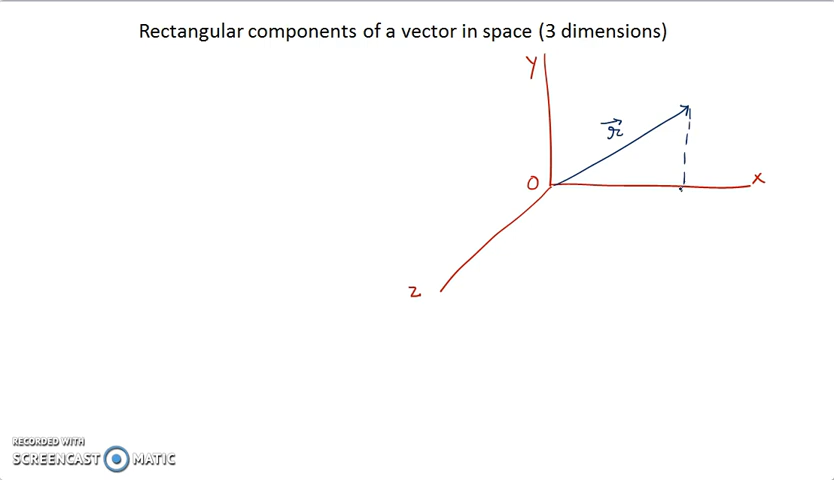 Rectangular components of a vector in space (3 dimensions)
Y
r
O
X
Z
RECORDED WITH
SCREENCAST MATIC